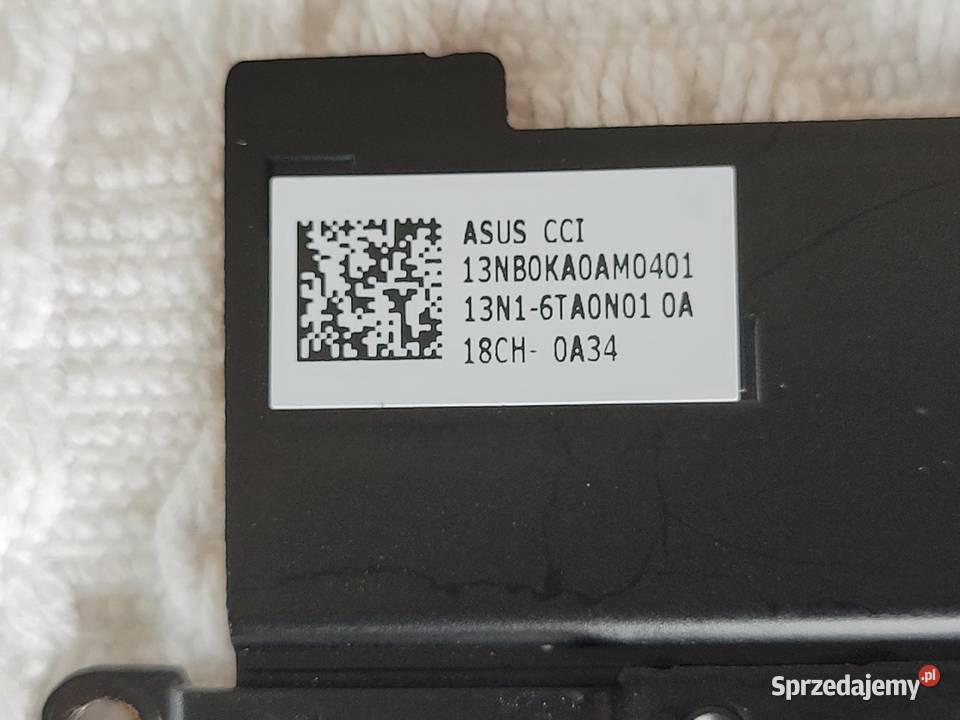 ASUS CCI
13NB0KA0AM0401
13N1-6TA0N01 0A
18CH- 0A34
Sprzedajemy.pl